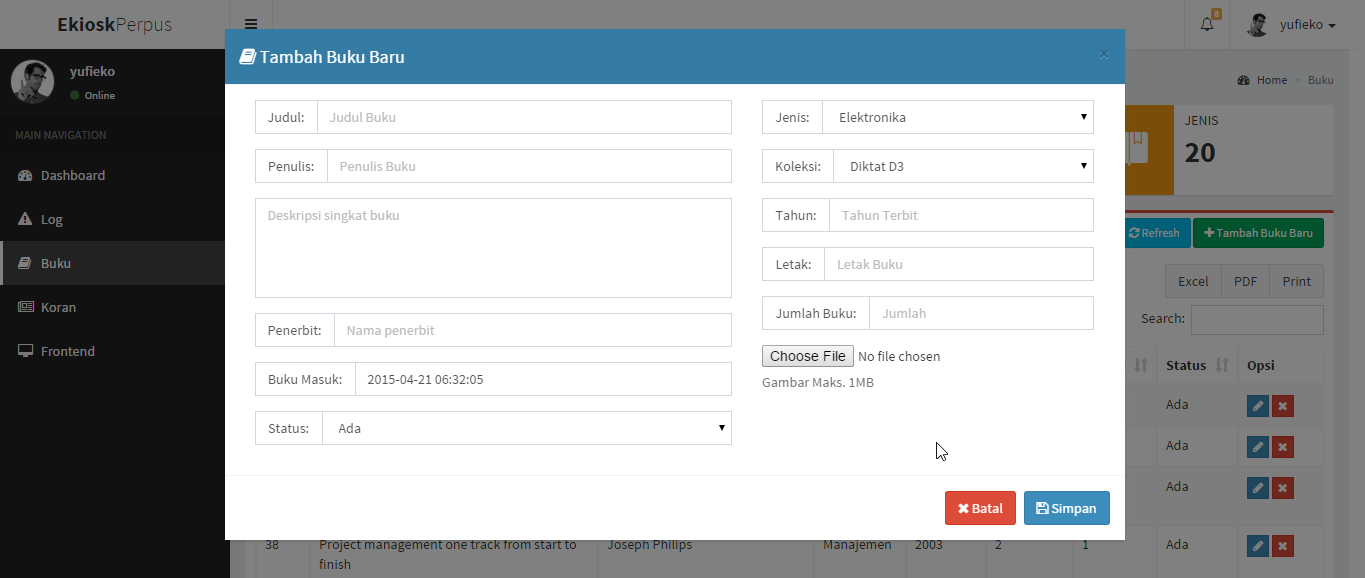 EkioskPerpus
8
yufieko
yufieko
Online
MAIN NAVIGATION
Dashboard
Log
Buku
Koran
Frontend
Home > Buku
JENIS
20
Refresh
Tambah Buku Baru
Excel
PDF
Print
Search:
Status
Opsi
Ada
Ada
Ada
38
Project management one track from start to
finish
Joseph Philips
Manajemen
2003
2
1
Ada
Tambah Buku Baru
×
Judul:
Judul Buku
Penulis:
Penulis Buku
Deskripsi singkat buku
Penerbit:
Nama penerbit
Buku Masuk:
2015-04-21 06:32:05
Status:
Ada
Jenis:
Elektronika
Koleksi:
Diktat D3
Tahun:
Tahun Terbit
Letak:
Letak Buku
Jumlah Buku:
Jumlah
Choose File No file chosen
Gambar Maks. 1MB
Batal
Simpan